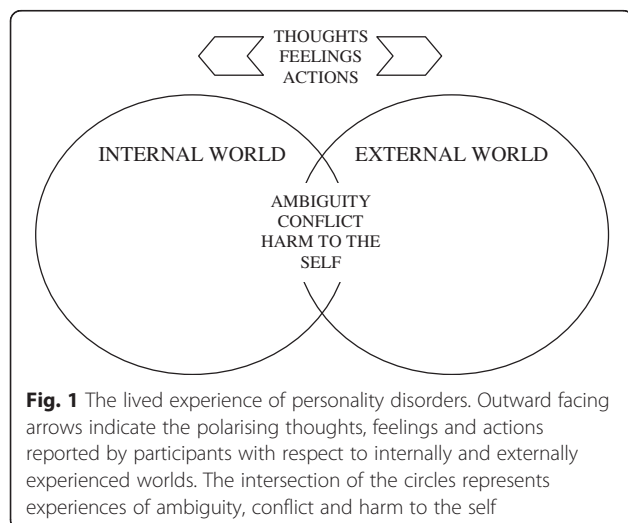 THOUGHTS
FEELINGS
ACTIONS
INTERNAL WORLD
EXTERNAL WORLD
AMBIGUITY
CONFLICT
HARM TO THE
SELF
Fig. 1 The lived experience of personality disorders. Outward facing
arrows indicate the polarising thoughts, feelings and actions
reported by participants with respect to internally and externally
experienced worlds. The intersection of the circles represents
experiences of ambiguity, conflict and harm to the self